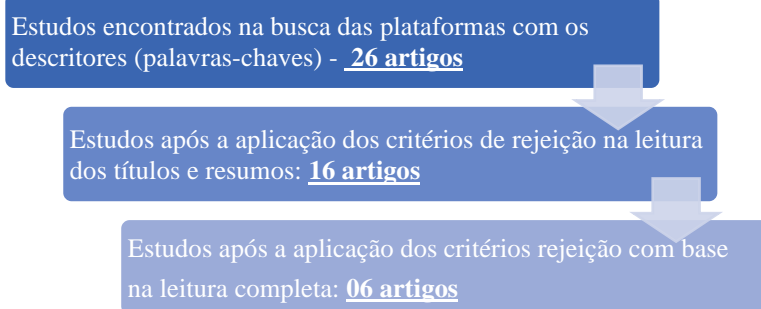 Estudos encontrados na busca das plataformas com os
descritores (palavras-chaves) - 26 artigos
Estudos após a aplicação dos critérios de rejeição na leitura
dos títulos e resumos: 16 artigos
Estudos após a aplicação dos critérios rejeição com base
na leitura completa: 06 artigos